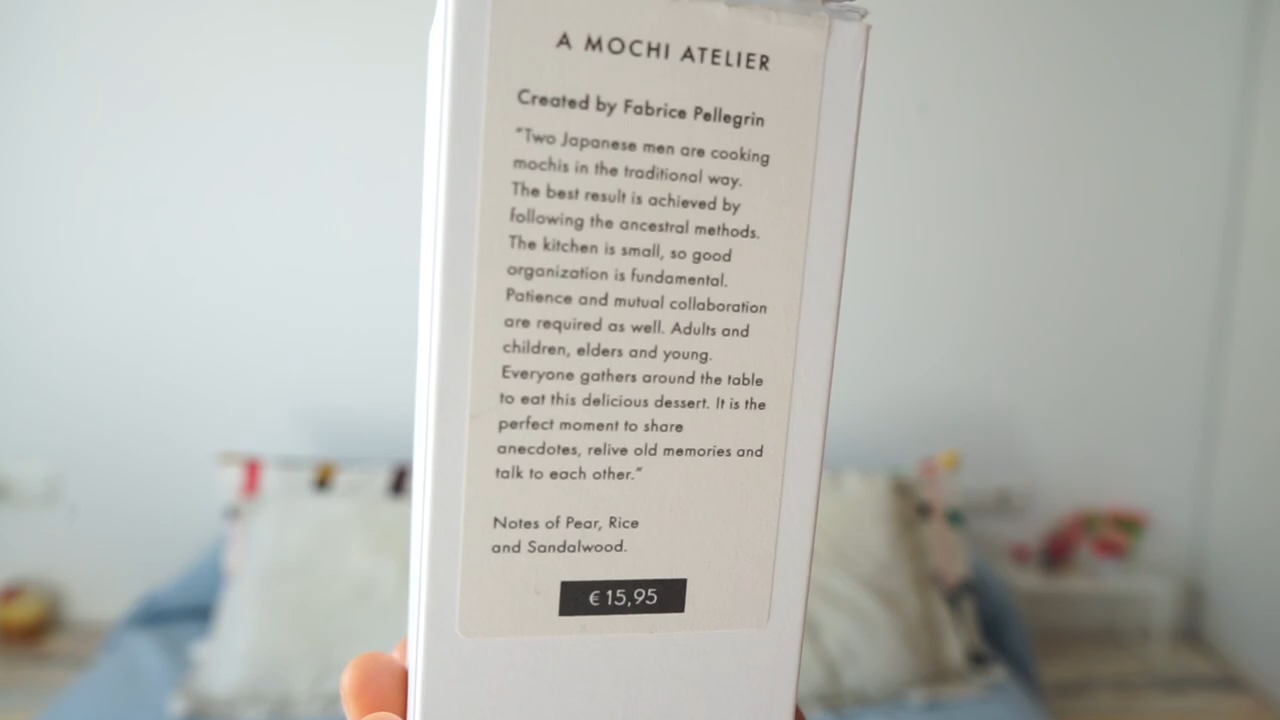 A MOCHI ATELIER
Created by Fabrice Pellegrin
“Two Japanese men are cooking
mochis in the traditional way.
The best result is achieved by
following the ancestral methods.
The kitchen is small, so good
organization is fundamental.
Patience and mutual collaboration
are required as well. Adults and
children, elders and young.
Everyone gathers around the table
to eat this delicious dessert. It is the
perfect moment to share
anecdotes, relive old memories and
talk to each other.”
Notes of Pear, Rice
and Sandalwood.
€ 15,95